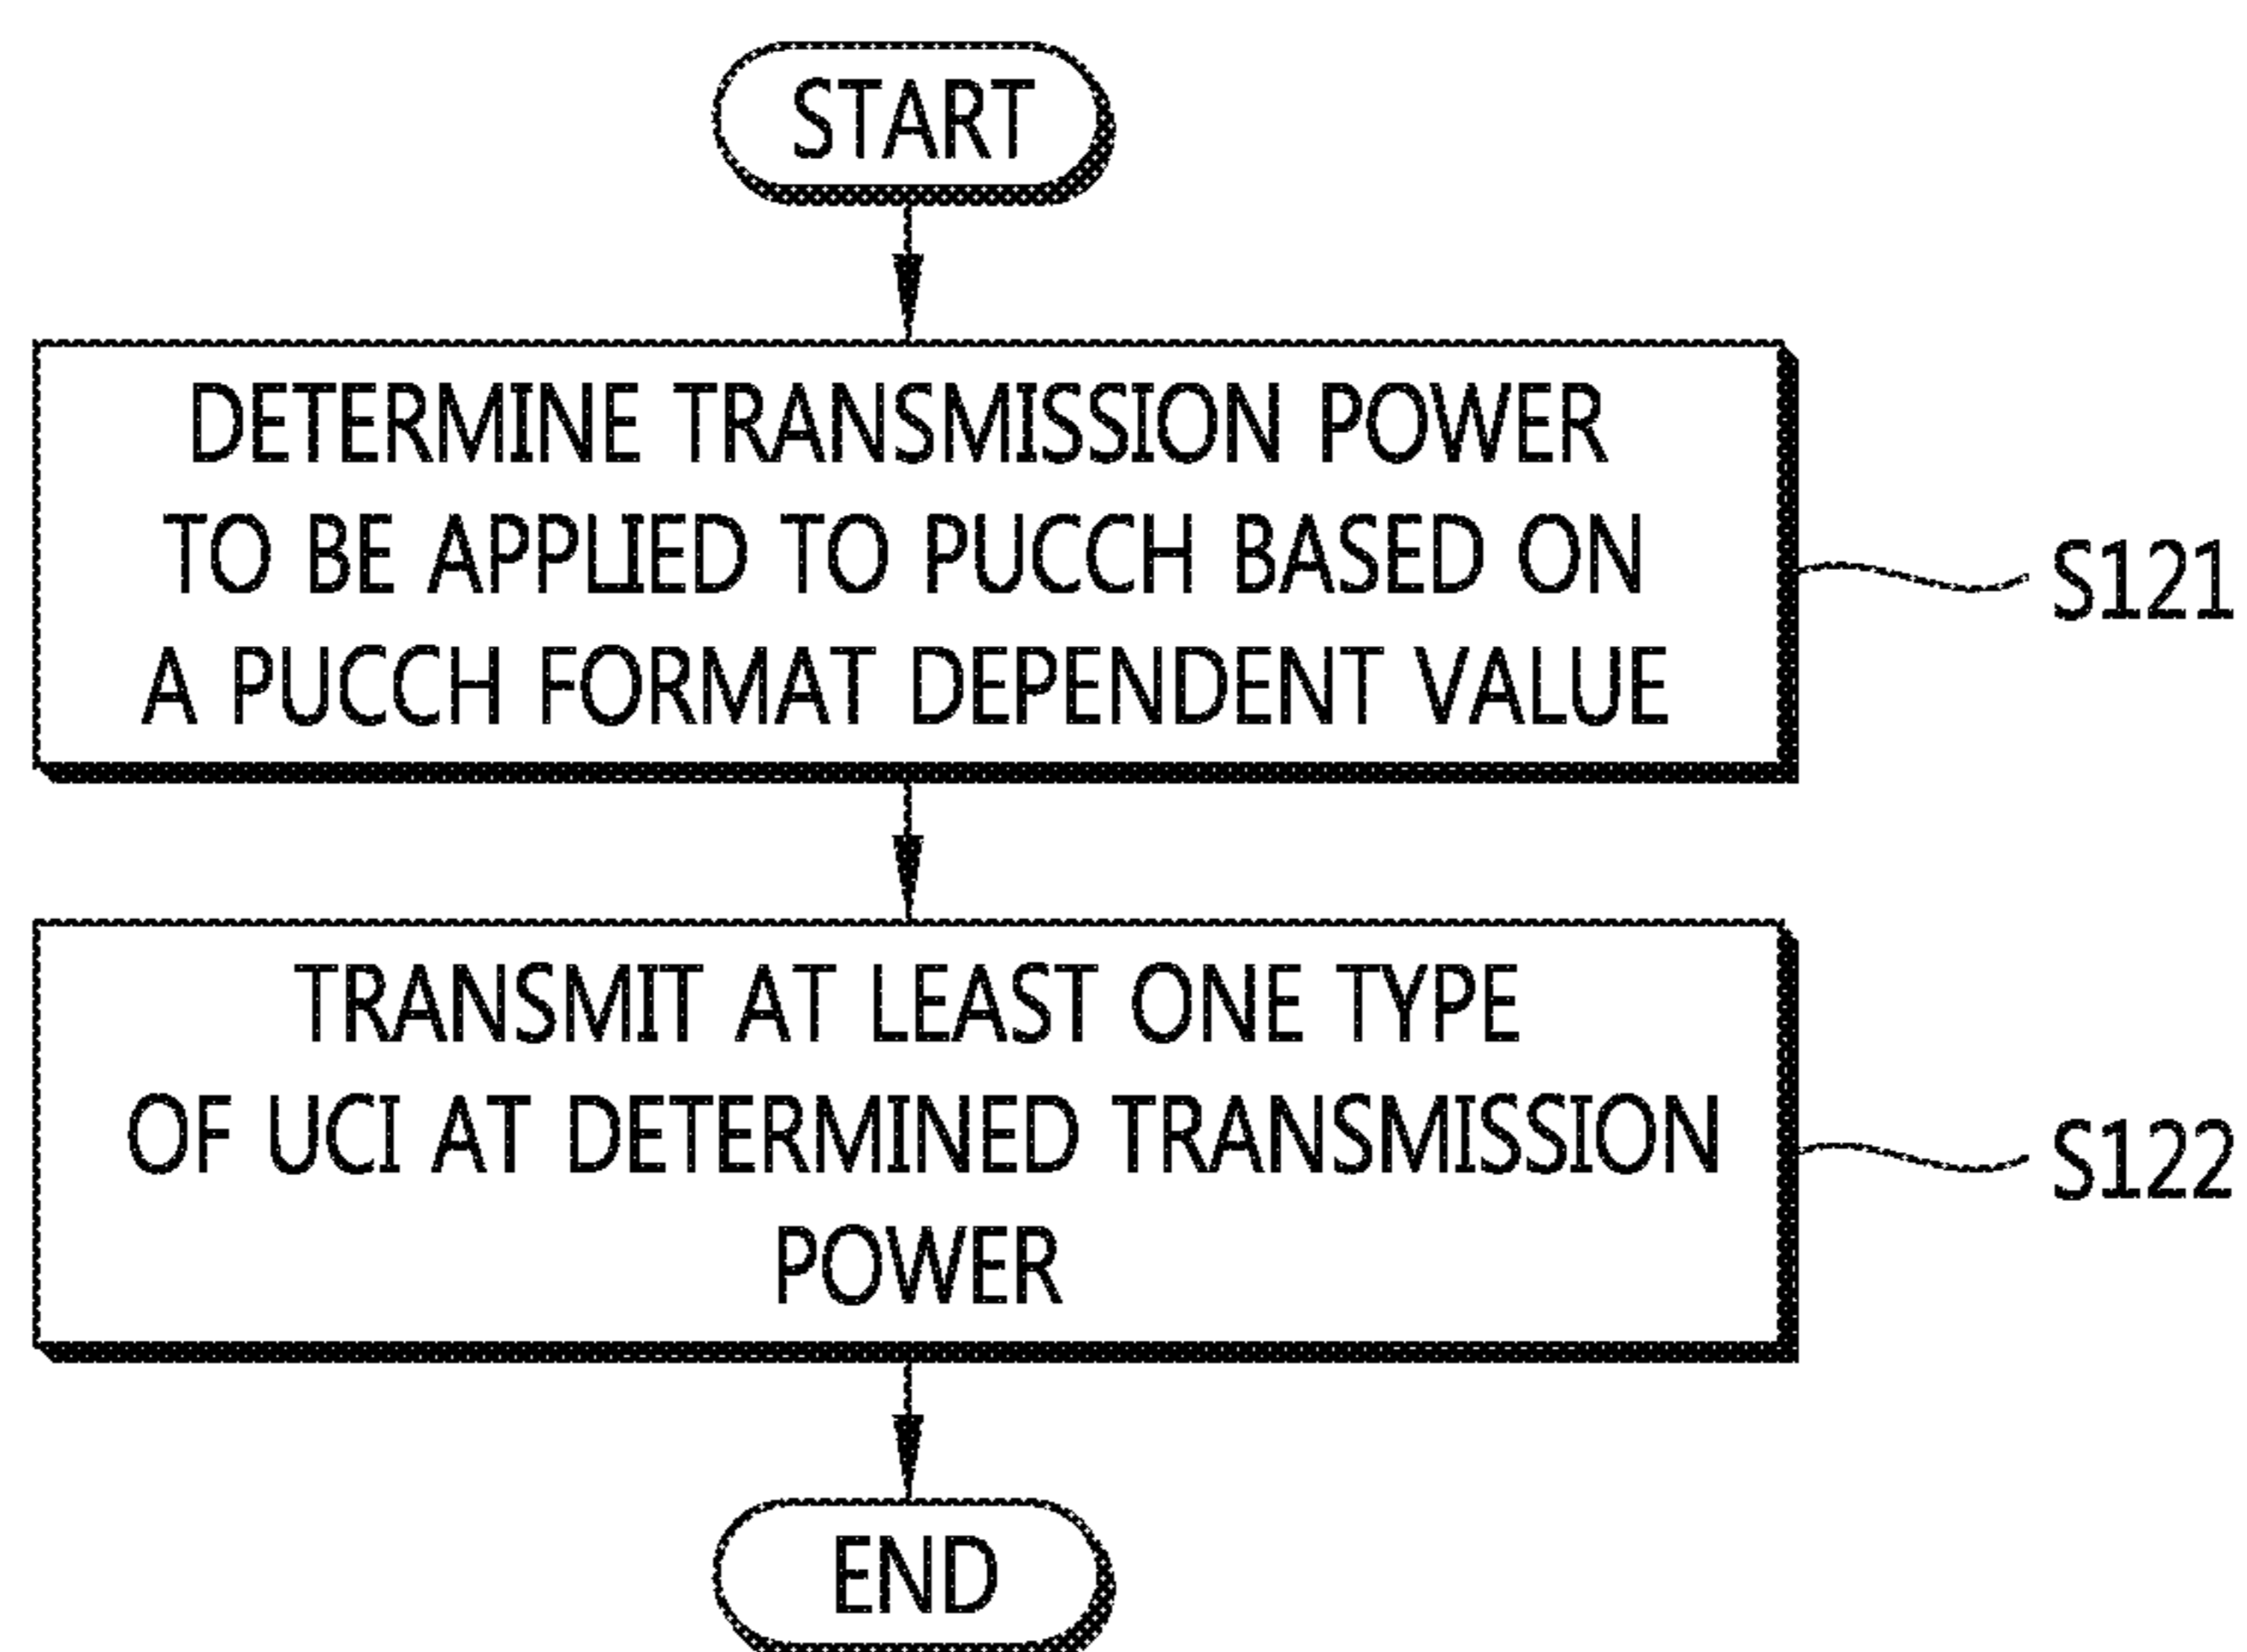 START
DETERMINE TRANSMISSION POWER
TO BE APPLIED TO PUCCH BASED ON
A PUCCH FORMAT DEPENDENT VALUE
S121
TRANSMIT AT LEAST ONE TYPE
OF UCI AT DETERMINED TRANSMISSION
POWER
S122
END